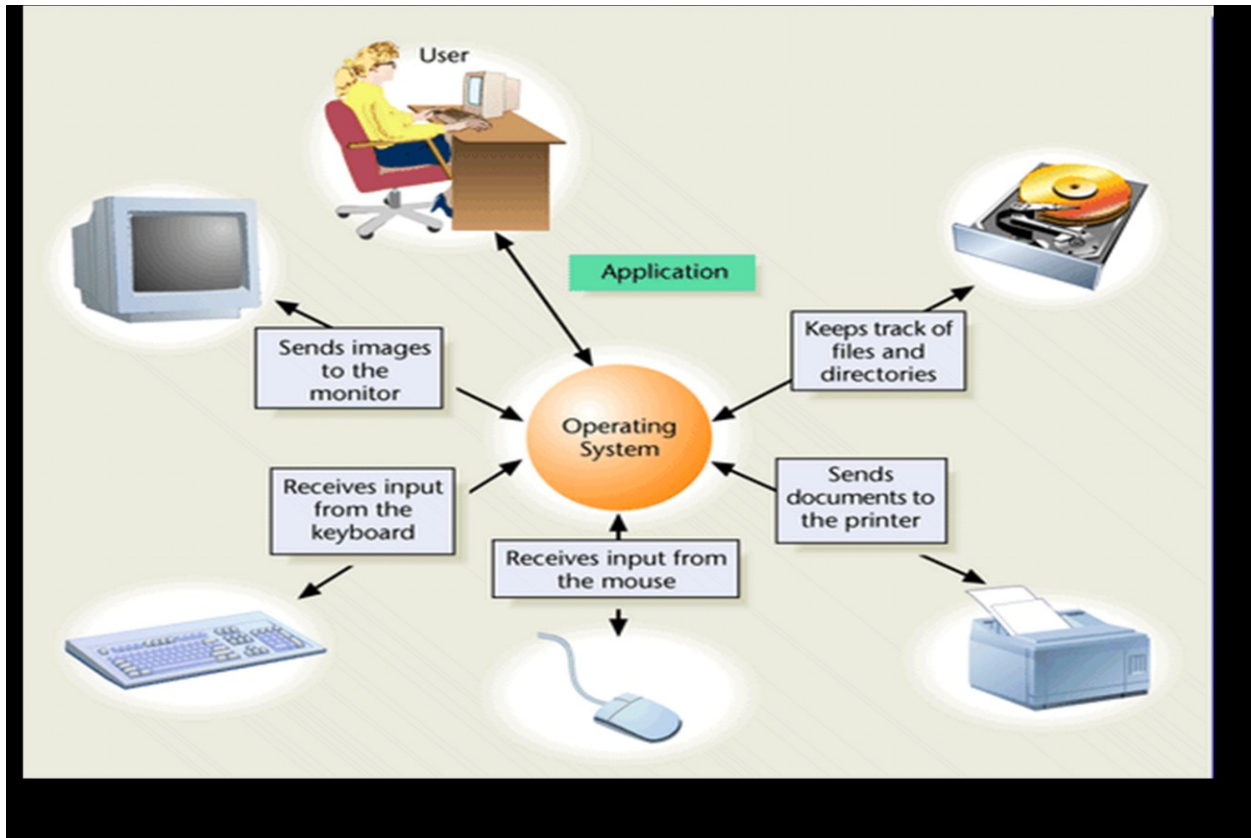 User
Application
Sends images
to the
monitor
Keeps track of
files and
directories
Operating
System
Receives input
from the
keyboard
Sends
documents to
the printer
Receives input from
the mouse